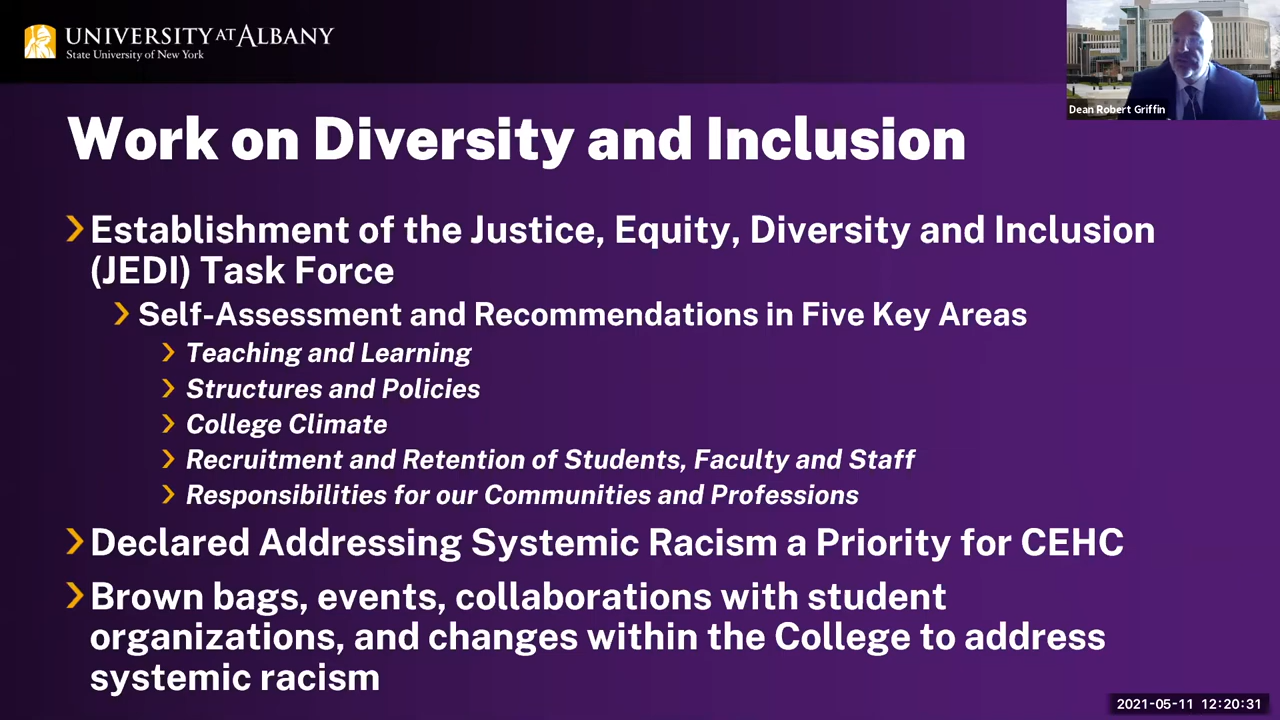 UNIVERSITY AT ALBANY
State University of New York
Dean Robert Griffin
Work on Diversity and Inclusion
Establishment of the Justice, Equity, Diversity and Inclusion
(JEDI) Task Force
Self-Assessment and Recommendations in Five Key Areas
Teaching and Learning
Structures and Policies
College Climate
Recruitment and Retention of Students, Faculty and Staff
Responsibilities for our Communities and Professions
Declared Addressing Systemic Racism a Priority for CEHC
Brown bags, events, collaborations with student
organizations, and changes within the College to address
systemic racism
2021-05-11 12:20:31